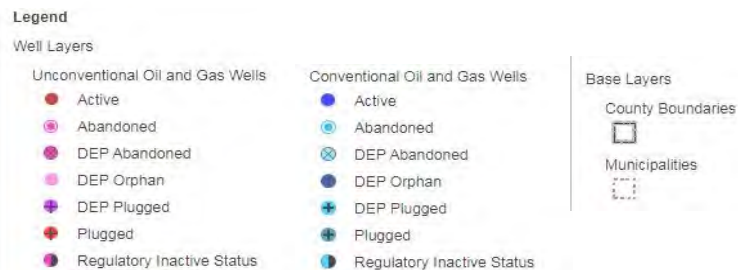 Legend
Well Layers
Unconventional Oil and Gas Wells
Active
Abandoned
DEP Abandoned
DEP Orphan
DEP Plugged
Plugged
Regulatory Inactive Status
Conventional Oil and Gas Wells
Active
Abandoned
DEP Abandoned
DEP Orphan
DEP Plugged
Plugged
Regulatory Inactive Status
Base Layers
County Boundaries
Municipalities